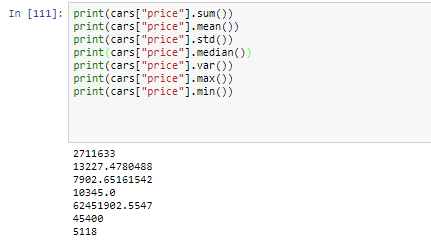 In [111]: print(cars["price"].sum())
print(cars["price"].mean())
print(cars["price"].std())
print(cars["price"].median())
print(cars["price"].var())
print(cars["price"].max())
print(cars["price"].min())
2711633
13227.4780488
7902.65161542
10345.0
62451902.5547
45400
5118